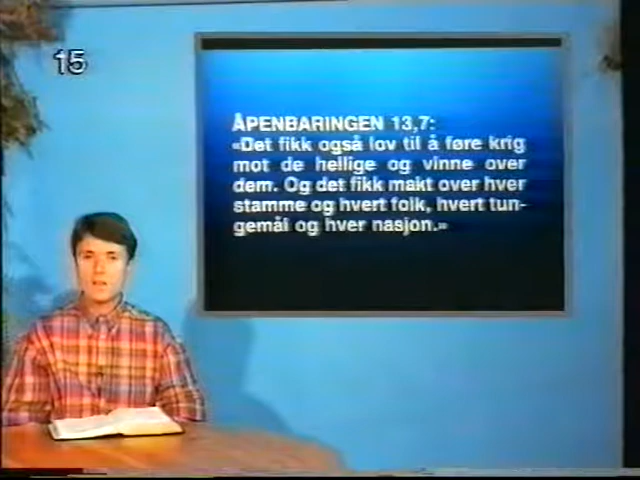 15
ÅPENBARINGEN 13,7:
«Det fikk også lov til å føre krig
mot de hellige og vinne over
dem. Og det fikk makt over hver
stamme og hvert folk, hvert tun-
gemål og hver nasjon.»